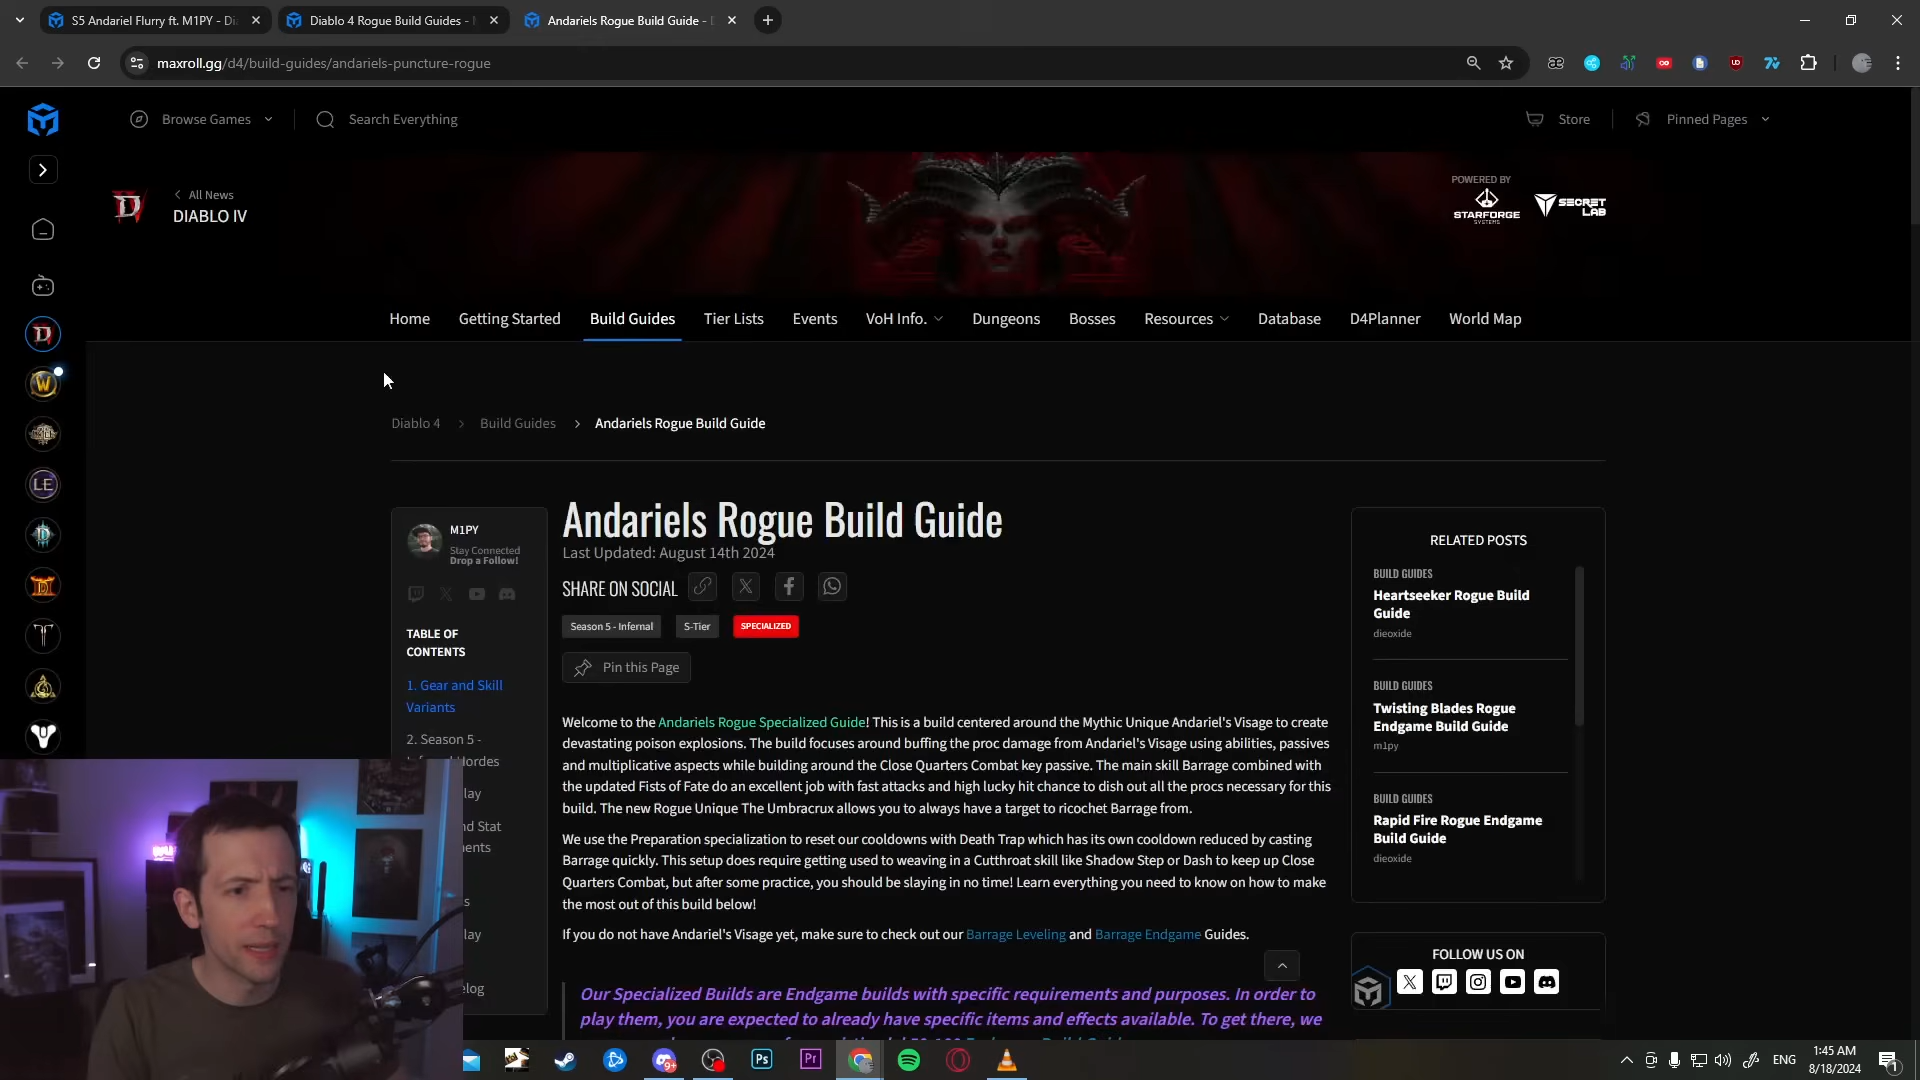 S5 Andariel Flurry ft. M1PY - Di
Diablo 4 Rogue Build Guides -
Andariels Rogue Build Guide -
maxroll.gg/d4/build-guides/andariels-puncture-rogue
Browse Games
Search Everything
Store
Pinned Pages
All News
DIABLO IV
POWERED BY
STARFORGE
SYSTEMS
SECRET
LAB
Home
Getting Started
Build Guides
Tier Lists
Events
VoH Info.
Dungeons
Bosses
Resources
Database
D4Planner
World Map
Diablo 4
Build Guides
Andariels Rogue Build Guide
M1PY
Stay Connected
Drop a Follow!
TABLE OF
CONTENTS
1. Gear and Skill
Variants
2. Season 5 -
Andariels Rogue Build Guide
Last Updated: August 14th 2024
SHARE ON SOCIAL
Season 5 - Infernal
S-Tier
SPECIALIZED
Pin this Page
Welcome to the Andariels Rogue Specialized Guide! This is a build centered around the Mythic Unique Andariel's Visage to create
devastating poison explosions. The build focuses around buffing the proc damage from Andariel's Visage using abilities, passives
and multiplicative aspects while building around the Close Quarters Combat key passive. The main skill Barrage combined with
the updated Fists of Fate do an excellent job with fast attacks and high lucky hit chance to dish out all the procs necessary for this
build. The new Rogue Unique The Umbracrux allows you to always have a target to ricochet Barrage from.
We use the Preparation specialization to reset our cooldowns with Death Trap which has its own cooldown reduced by casting
Barrage quickly. This setup does require getting used to weaving in a Cutthroat skill like Shadow Step or Dash to keep up Close
Quarters Combat, but after some practice, you should be slaying in no time! Learn everything you need to know on how to make
the most out of this build below!
If you do not have Andariel's Visage yet, make sure to check out our Barrage Leveling and Barrage Endgame Guides.
Our Specialized Builds are Endgame builds with specific requirements and purposes. In order to
play them, you are expected to already have specific items and effects available. To get there, we
RELATED POSTS
BUILD GUIDES
Heartseeker Rogue Build
Guide
dieoxide
BUILD GUIDES
Twisting Blades Rogue
Endgame Build Guide
m1py
BUILD GUIDES
Rapid Fire Rogue Endgame
Build Guide
dieoxide
FOLLOW US ON
ENG
1:45 AM
8/18/2024